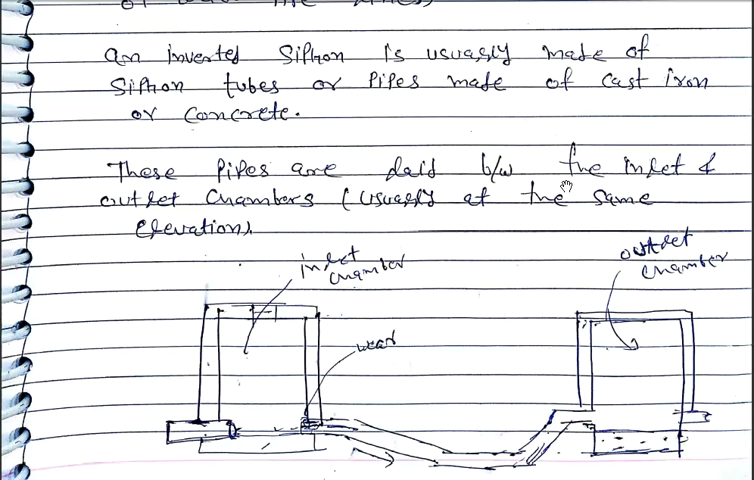 an inverted Siphon is usually made of
Siphon tubes or Pipes made of cast iron
or Concrete.
These Pipes are laid b/w the inlet &
outlet Chambers (usually at the same
Elevation).
inlet
chamber
outlet
chamber
wear